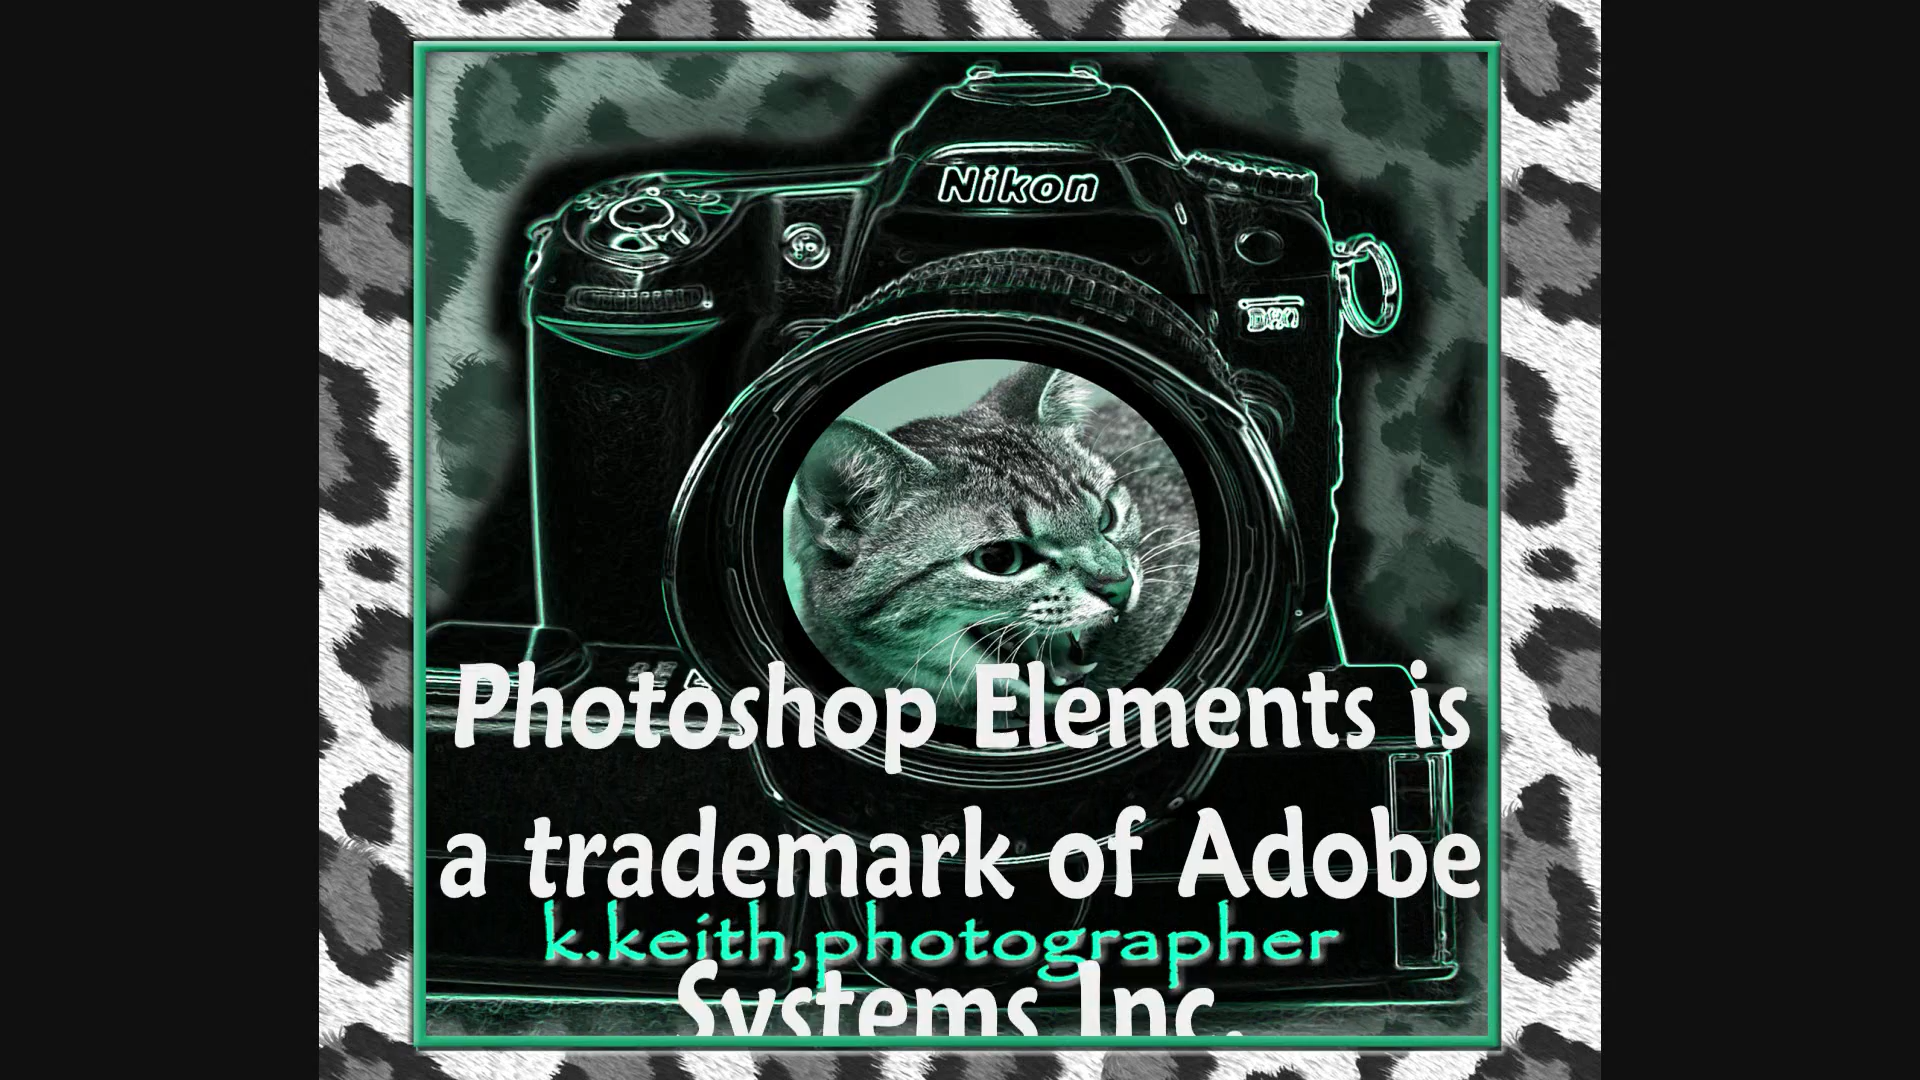 Nikon
D80
Photoshop Elements is
a trademark of Adobe
k.keith,photographer
Systems Inc.